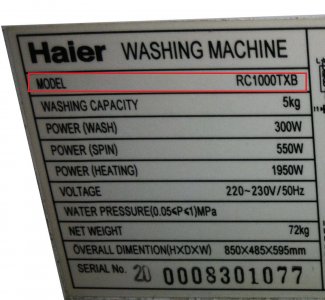 Haier WASHING MACHINE
MODEL RC1000TXB
WASHING CAPACITY 5kg
POWER (WASH) 300W
POWER (SPIN) 550W
POWER (HEATING) 1950W
VOLTAGE 220~230V/50Hz
WATER PRESSURE(0.05≤P≤1)MPa
NET WEIGHT 72kg
OVERALL DIMENTION(H×D×W) 850×485×595mm
SERIAL No. 20 0008301077